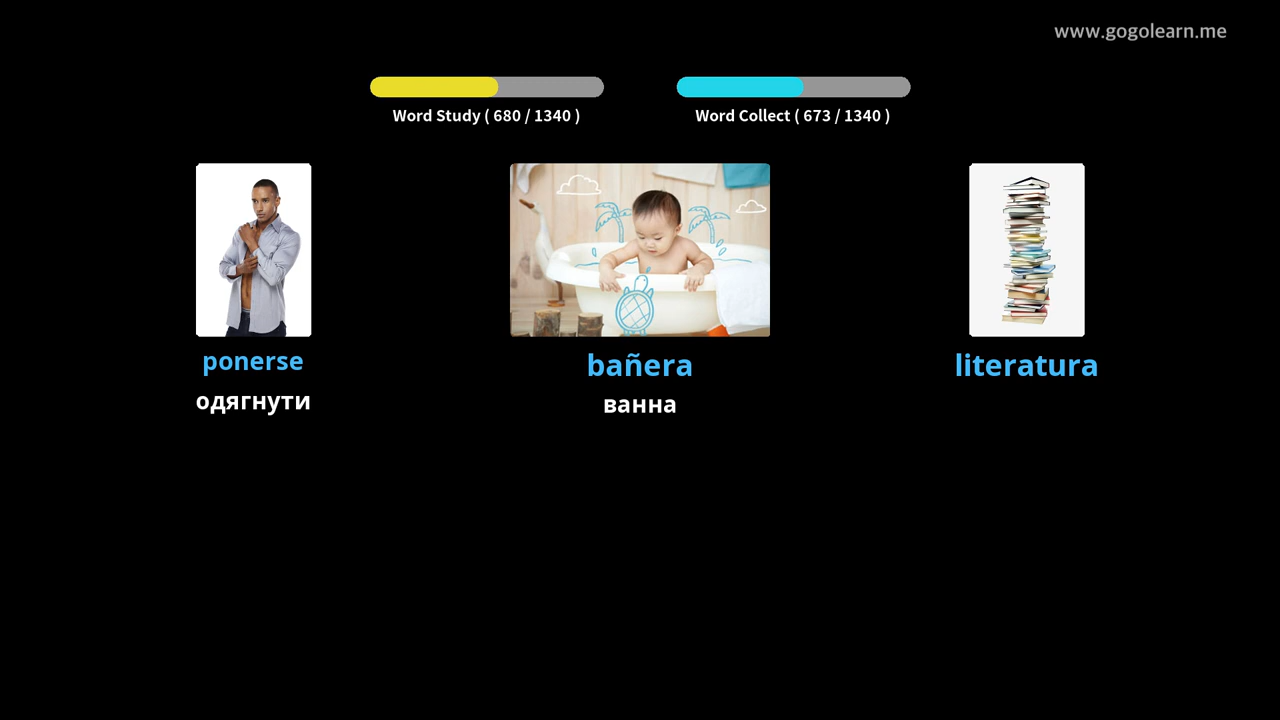 www.gogolearn.me
Word Study ( 680 / 1340 )
Word Collect ( 673 / 1340 )
ponerse
одягнути
bañera
ванна
literatura